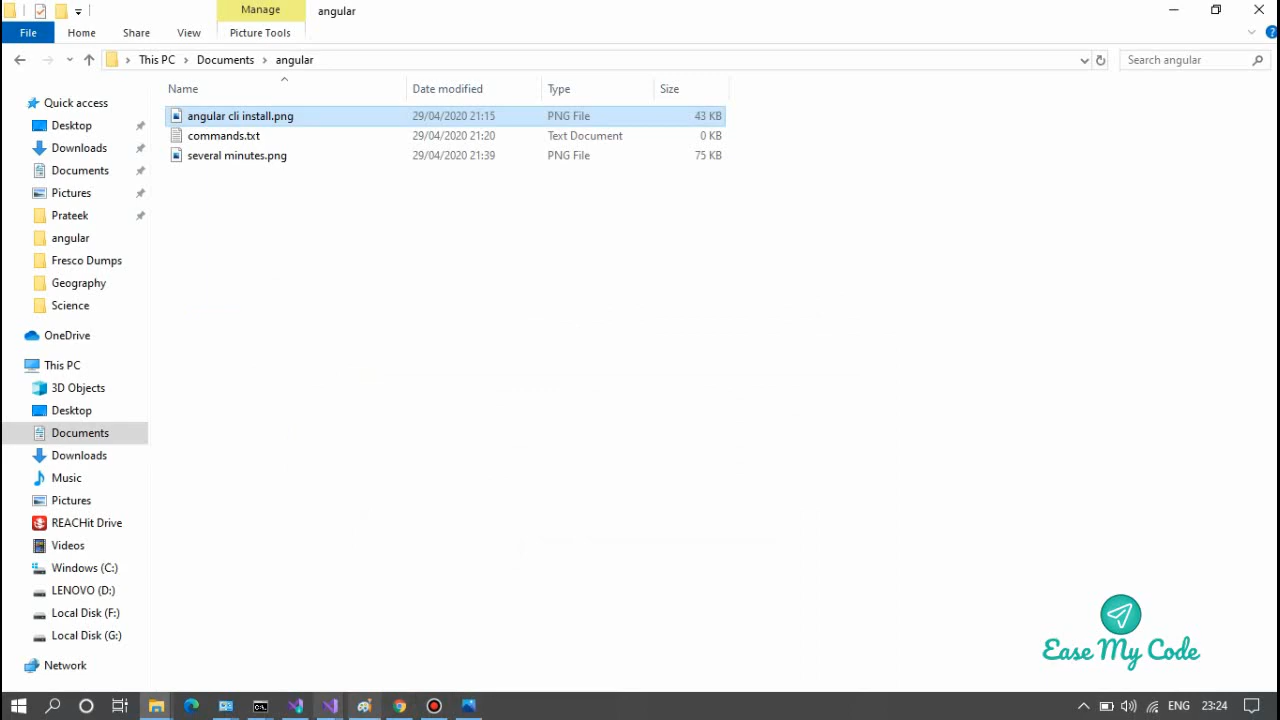 Manage
angular
File
Home
Share
View
Picture Tools
This PC
Documents
angular
Search angular
Name
Date modified
Type
Size
angular cli install.png
29/04/2020 21:15
PNG File
43 KB
commands.txt
29/04/2020 21:20
Text Document
0 KB
several minutes.png
29/04/2020 21:39
PNG File
75 KB
Quick access
Desktop
Downloads
Documents
Pictures
Prateek
angular
Fresco Dumps
Geography
Science
OneDrive
This PC
3D Objects
Desktop
Documents
Downloads
Music
Pictures
REACHit Drive
Videos
Windows (C:)
LENOVO (D:)
Local Disk (F:)
Local Disk (G:)
Network
Ease My Code
ENG
23:24